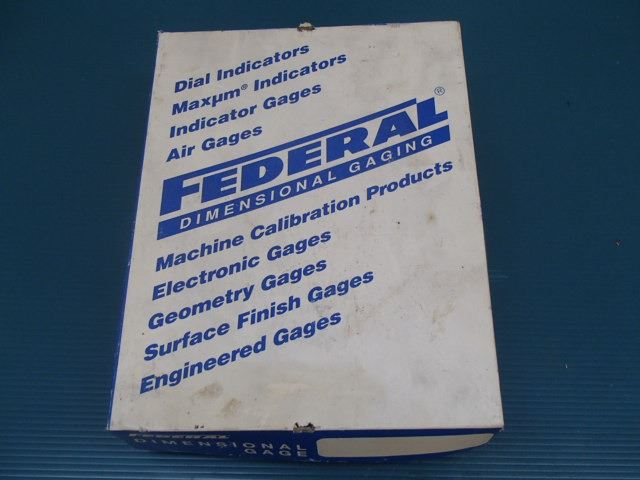 Dial Indicators
Maxµm® Indicators
Indicator Gages
Air Gages
FEDERAL®
DIMENSIONAL GAGING
Machine Calibration Products
Electronic Gages
Geometry Gages
Surface Finish Gages
Engineered Gages
FEDERAL
DIMENSIONAL
GAGE